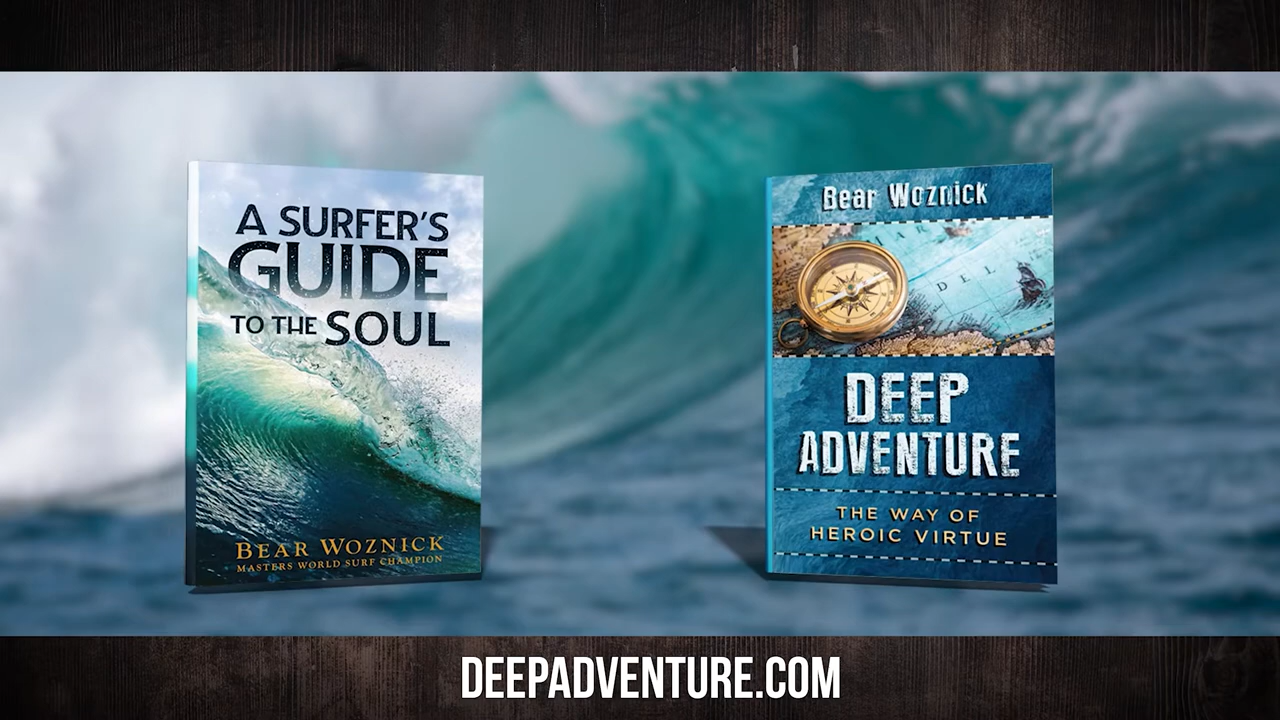 A SURFER'S
GUIDE
TO THE SOUL
BEAR WOZNICK
MASTERS WORLD SURF CHAMPION
Bear Woznick
DEL
DEEP
ADVENTURE
THE WAY OF
HEROIC VIRTUE
DEEPADVENTURE.COM